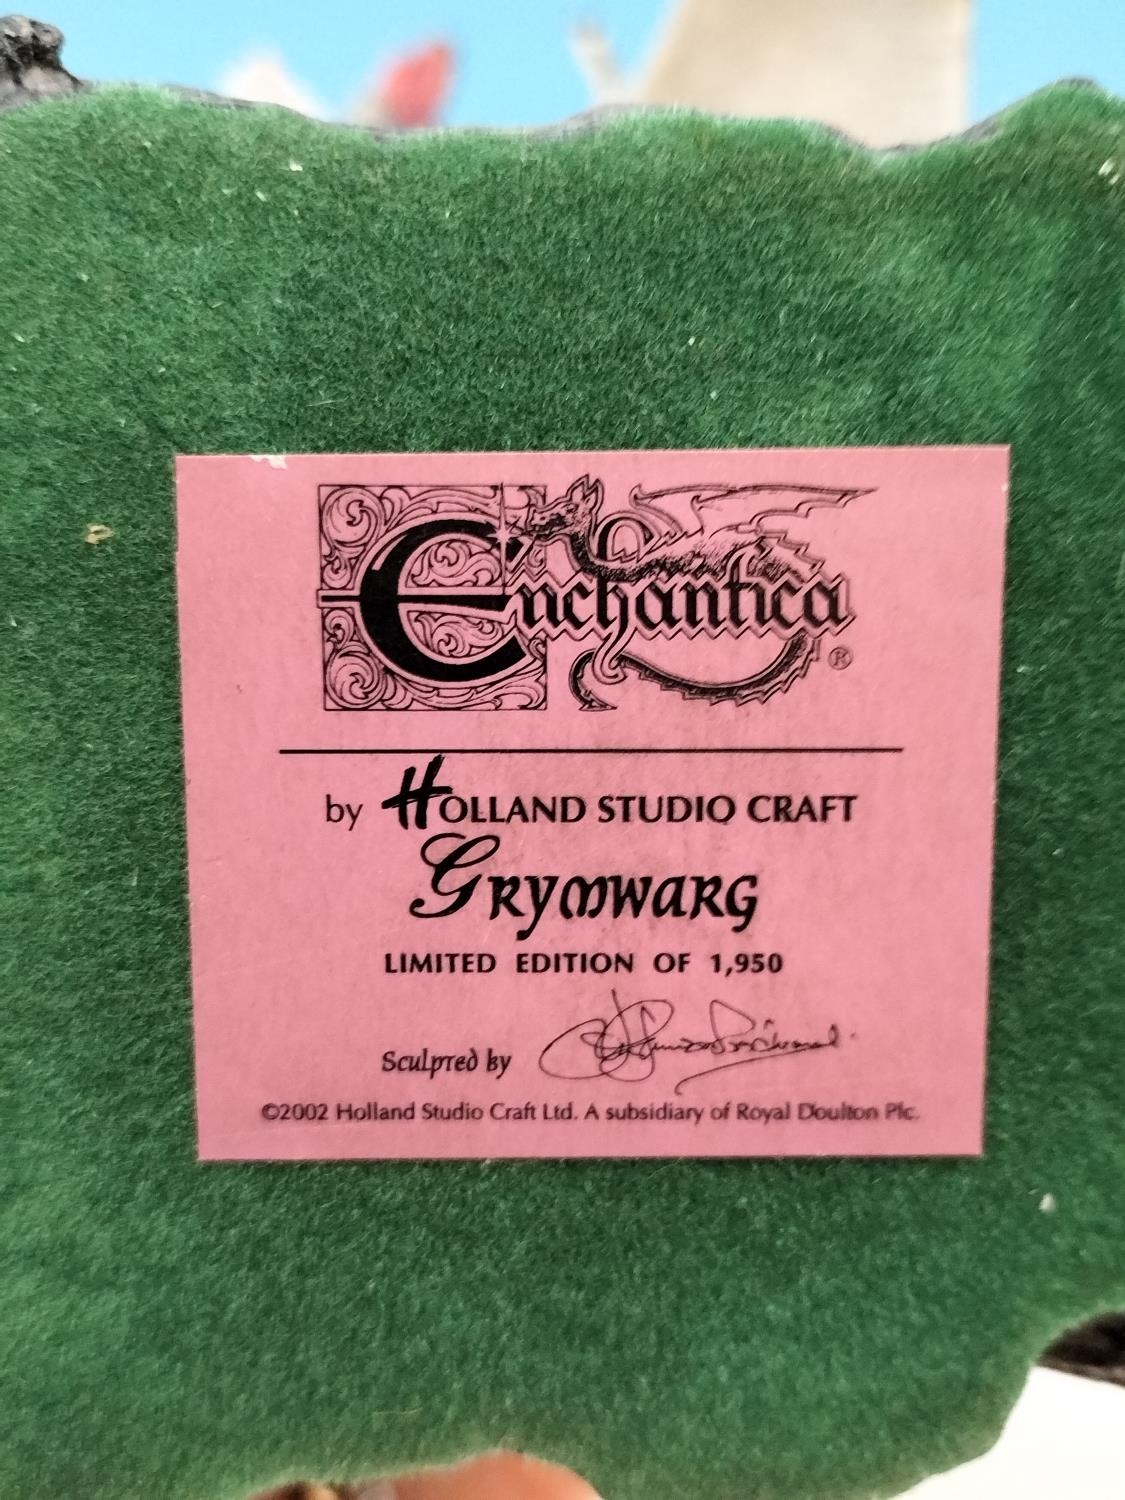 Enchantica
®
by HOLLAND STUDIO CRAFT
GRYMWARG
LIMITED EDITION OF 1,950
Sculpted by
©2002 Holland Studio Craft Ltd. A subsidiary of Royal Doulton Plc.